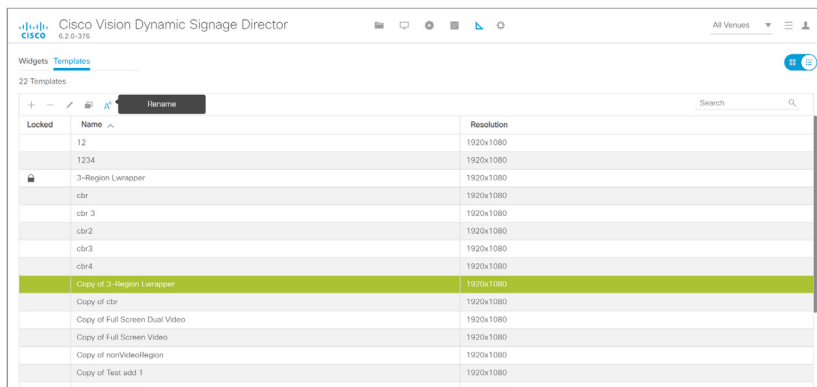 CISCO
Cisco Vision Dynamic Signage Director
6.2.0-376
All Venues
Widgets Templates
22 Templates
Rename
Search
Locked Name Resolution
12 1920x1080
1234 1920x1080
3-Region Lwrapper 1920x1080
cbr 1920x1080
cbr 3 1920x1080
cbr2 1920x1080
cbr3 1920x1080
cbr4 1920x1080
Copy of 3-Region Lwrapper 1920x1080
Copy of cbr 1920x1080
Copy of Full Screen Dual Video 1920x1080
Copy of Full Screen Video 1920x1080
Copy of nonVideoRegion 1920x1080
Copy of Test add 1 1920x1080